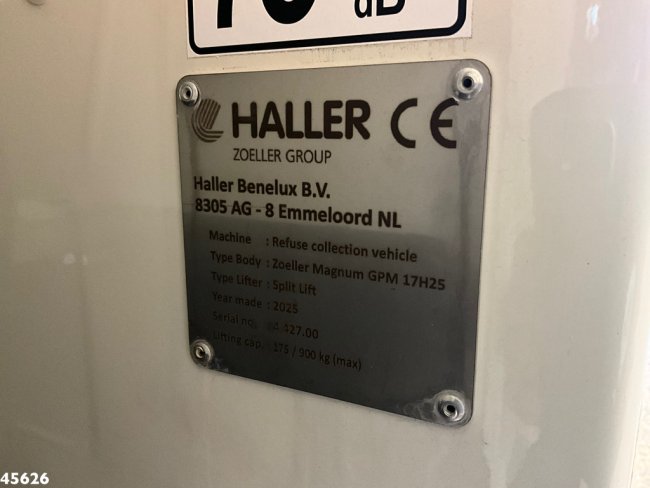 dB
HALLER CE
ZOELLER GROUP
Haller Benelux B.V.
8305 AG - 8 Emmeloord NL
Machine : Refuse collection vehicle
Type Body : Zoeller Magnum GPM 17H25
Type Lifter : Split Lift
Year made : 2025
Serial no. : 427.00
Lifting cap. : 175 / 900 kg (max)
45626